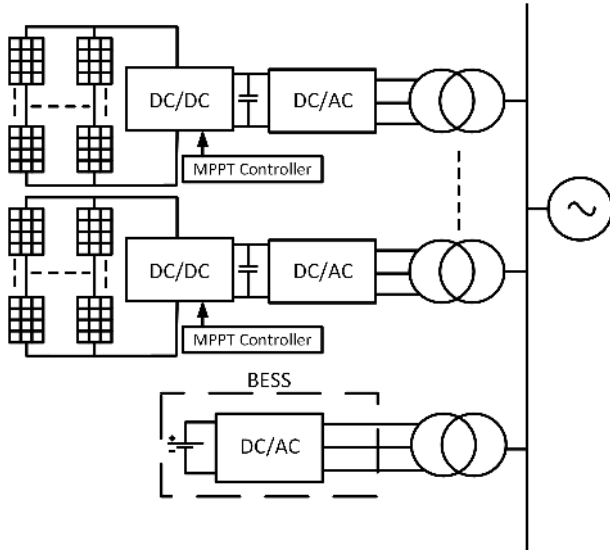 DC/DC
DC/AC
MPPT Controller
DC/DC
DC/AC
MPPT Controller
BESS
DC/AC